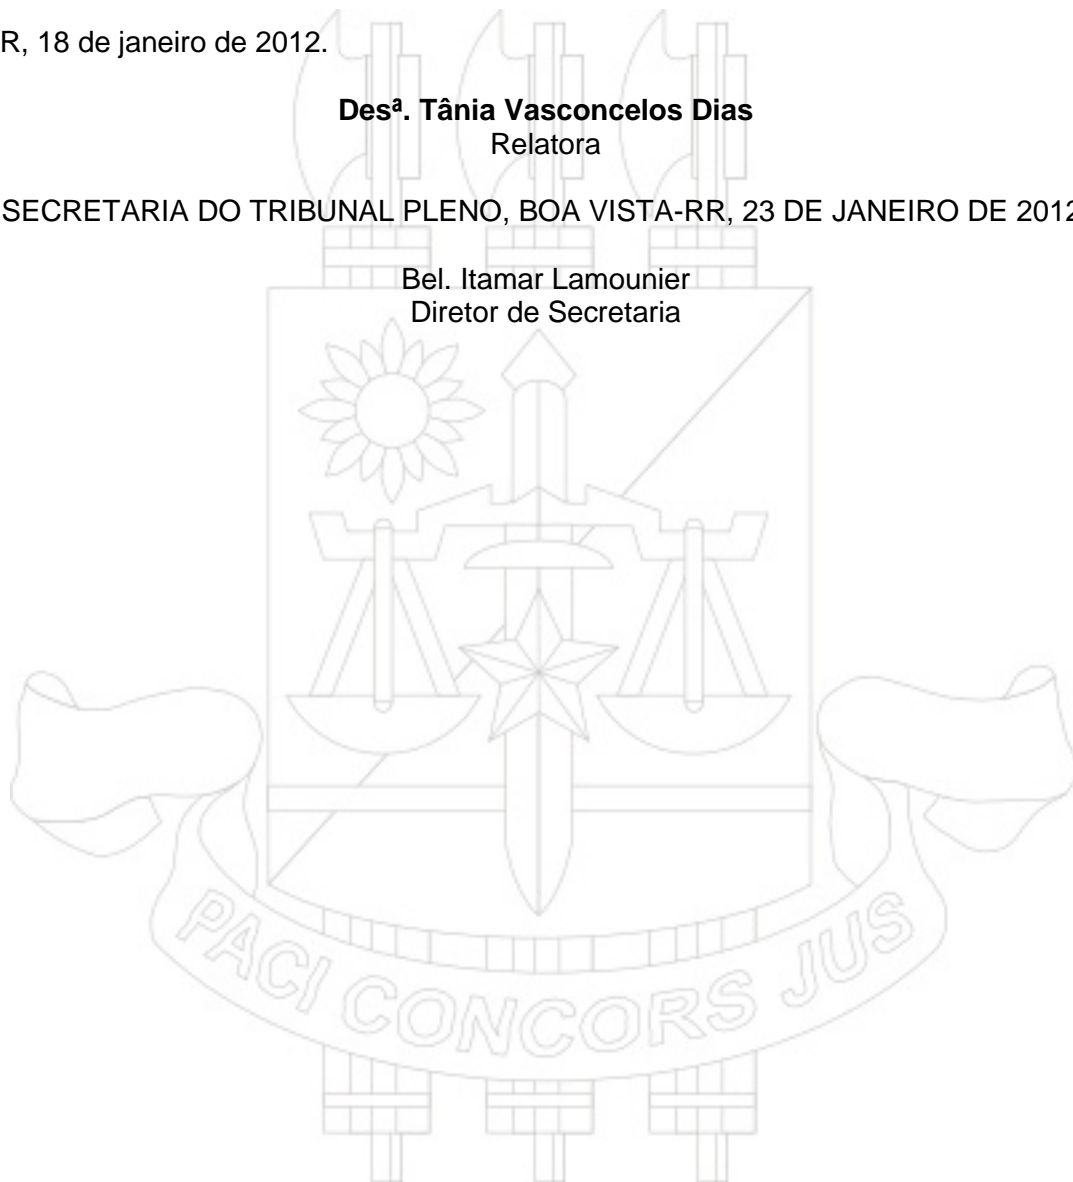 R, 18 de janeiro de 2012.
Desª. Tânia Vasconcelos Dias
Relatora
SECRETARIA DO TRIBUNAL PLENO, BOA VISTA-RR, 23 DE JANEIRO DE 2012
Bel. Itamar Lamounier
Diretor de Secretaria
PACI CONCORS JUS